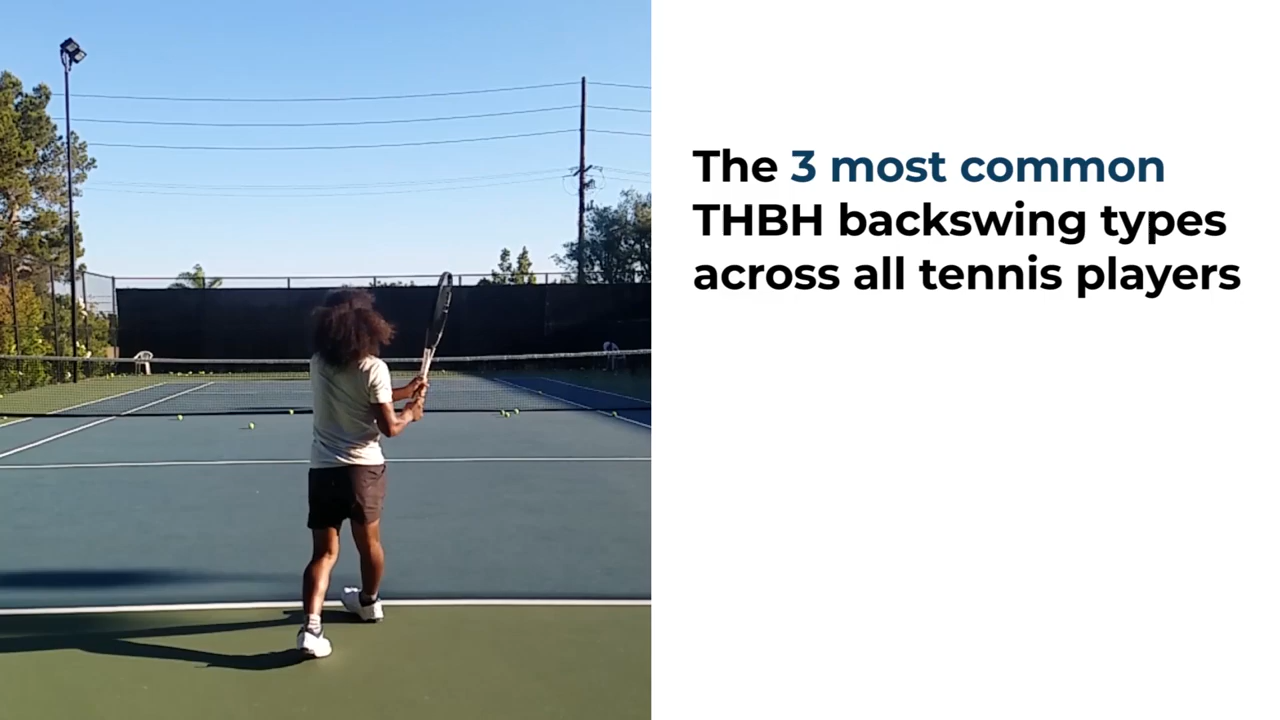 The 3 most common
THBH backswing types
across all tennis players